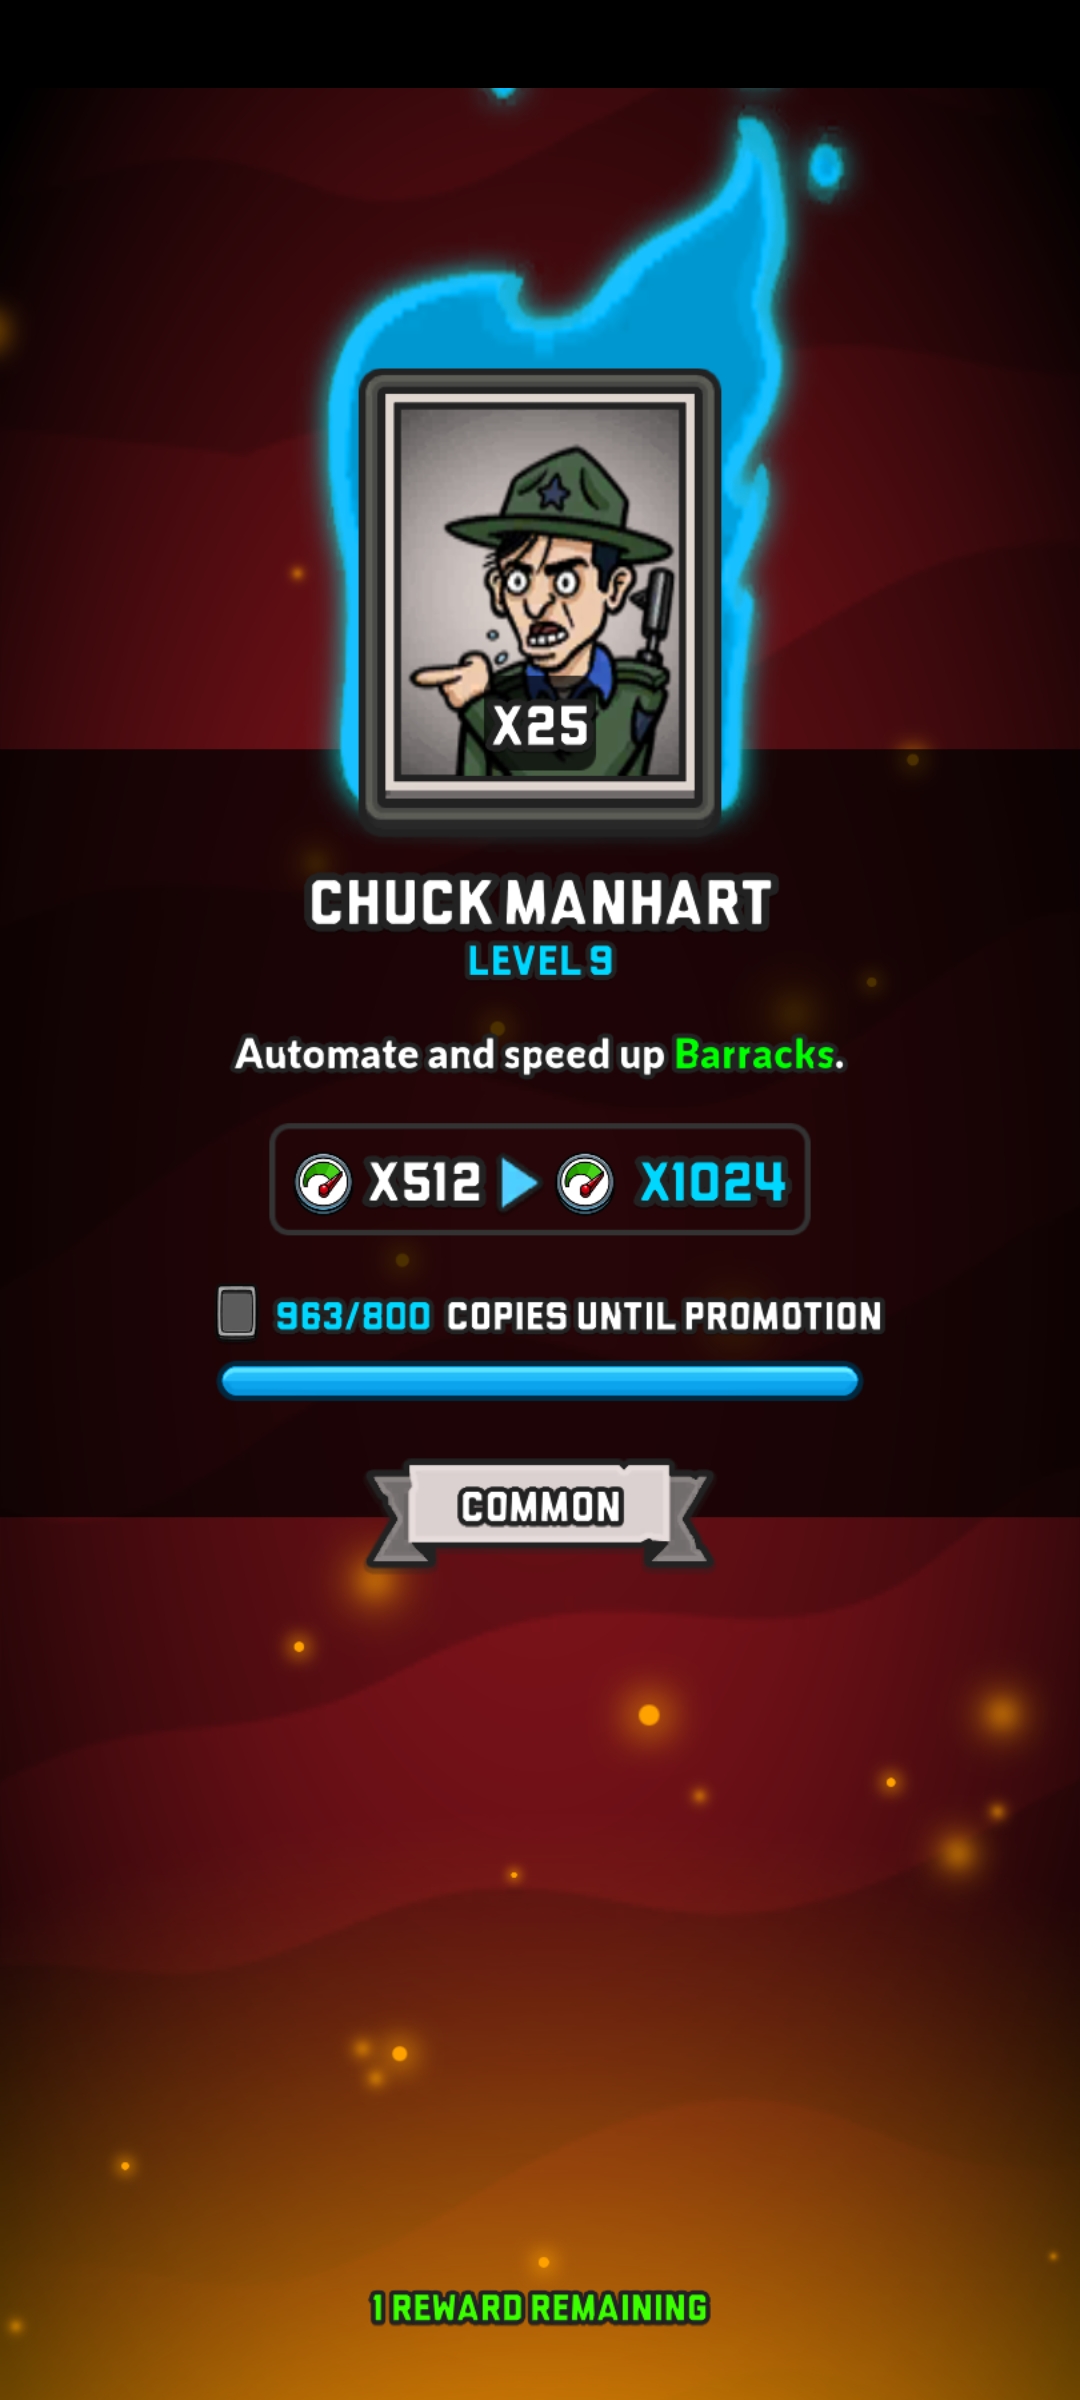 X25
CHUCK MANHART
LEVEL 9
Automate and speed up Barracks.
X512 X1024
963/800 COPIES UNTIL PROMOTION
COMMON
1 REWARD REMAINING